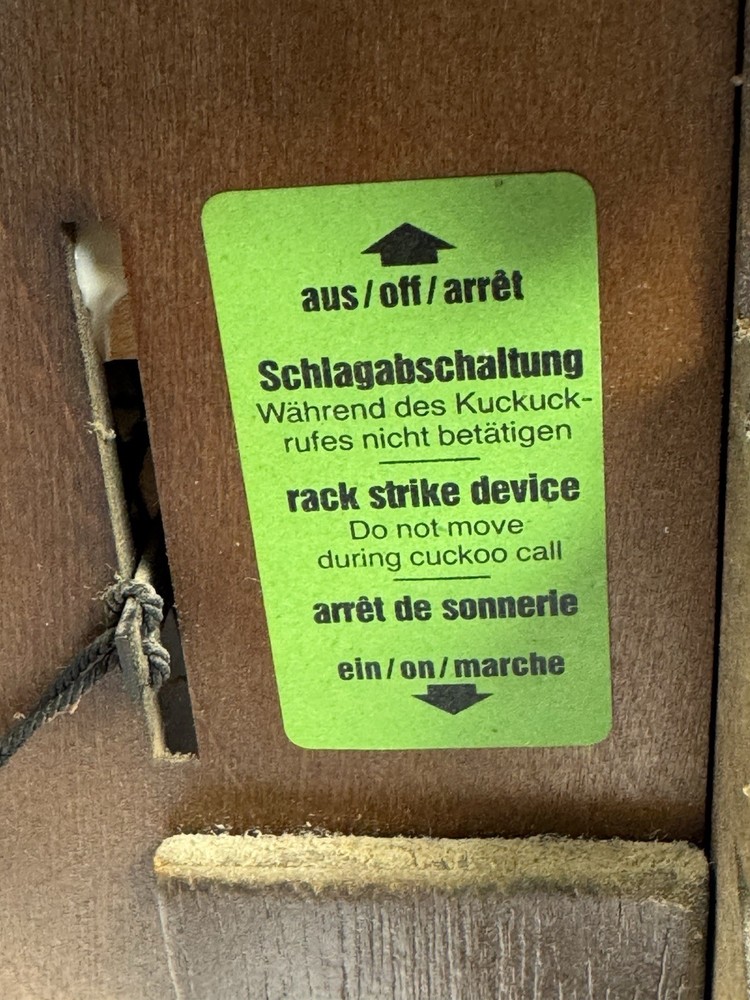 aus/off/arrêt
Schlagabschaltung
Während des Kuckuck-
rufes nicht betätigen
rack strike device
Do not move
during cuckoo call
arrêt de sonnerie
ein/on/marche